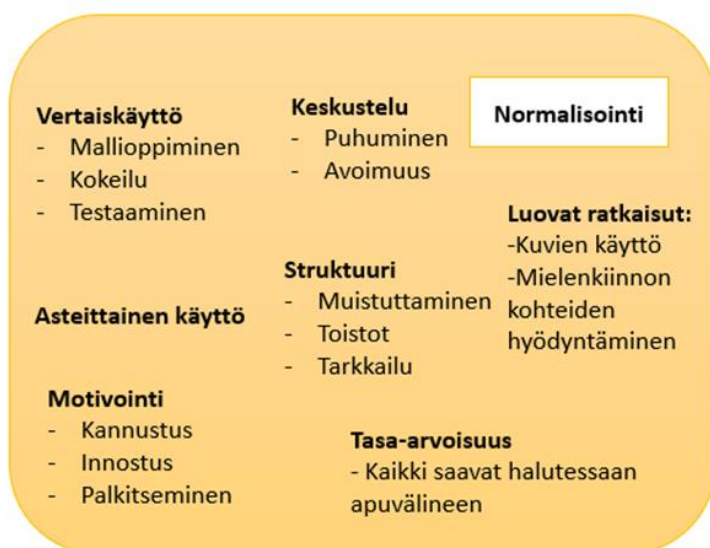 Normalisointi
Vertaiskäyttö
- Mallioppiminen
- Kokeilu
- Testaaminen
Keskustelu
- Puhuminen
- Avoimuus
Luovat ratkaisut:
-Kuvien käyttö
-Mielenkiinnon
kohteiden
hyödyntäminen
Struktuuri
- Muistuttaminen
- Toistot
- Tarkkailu
Asteittainen käyttö
Motivointi
- Kannustus
- Innostus
- Palkitseminen
Tasa-arvoisuus
- Kaikki saavat halutessaan
apuvälineen